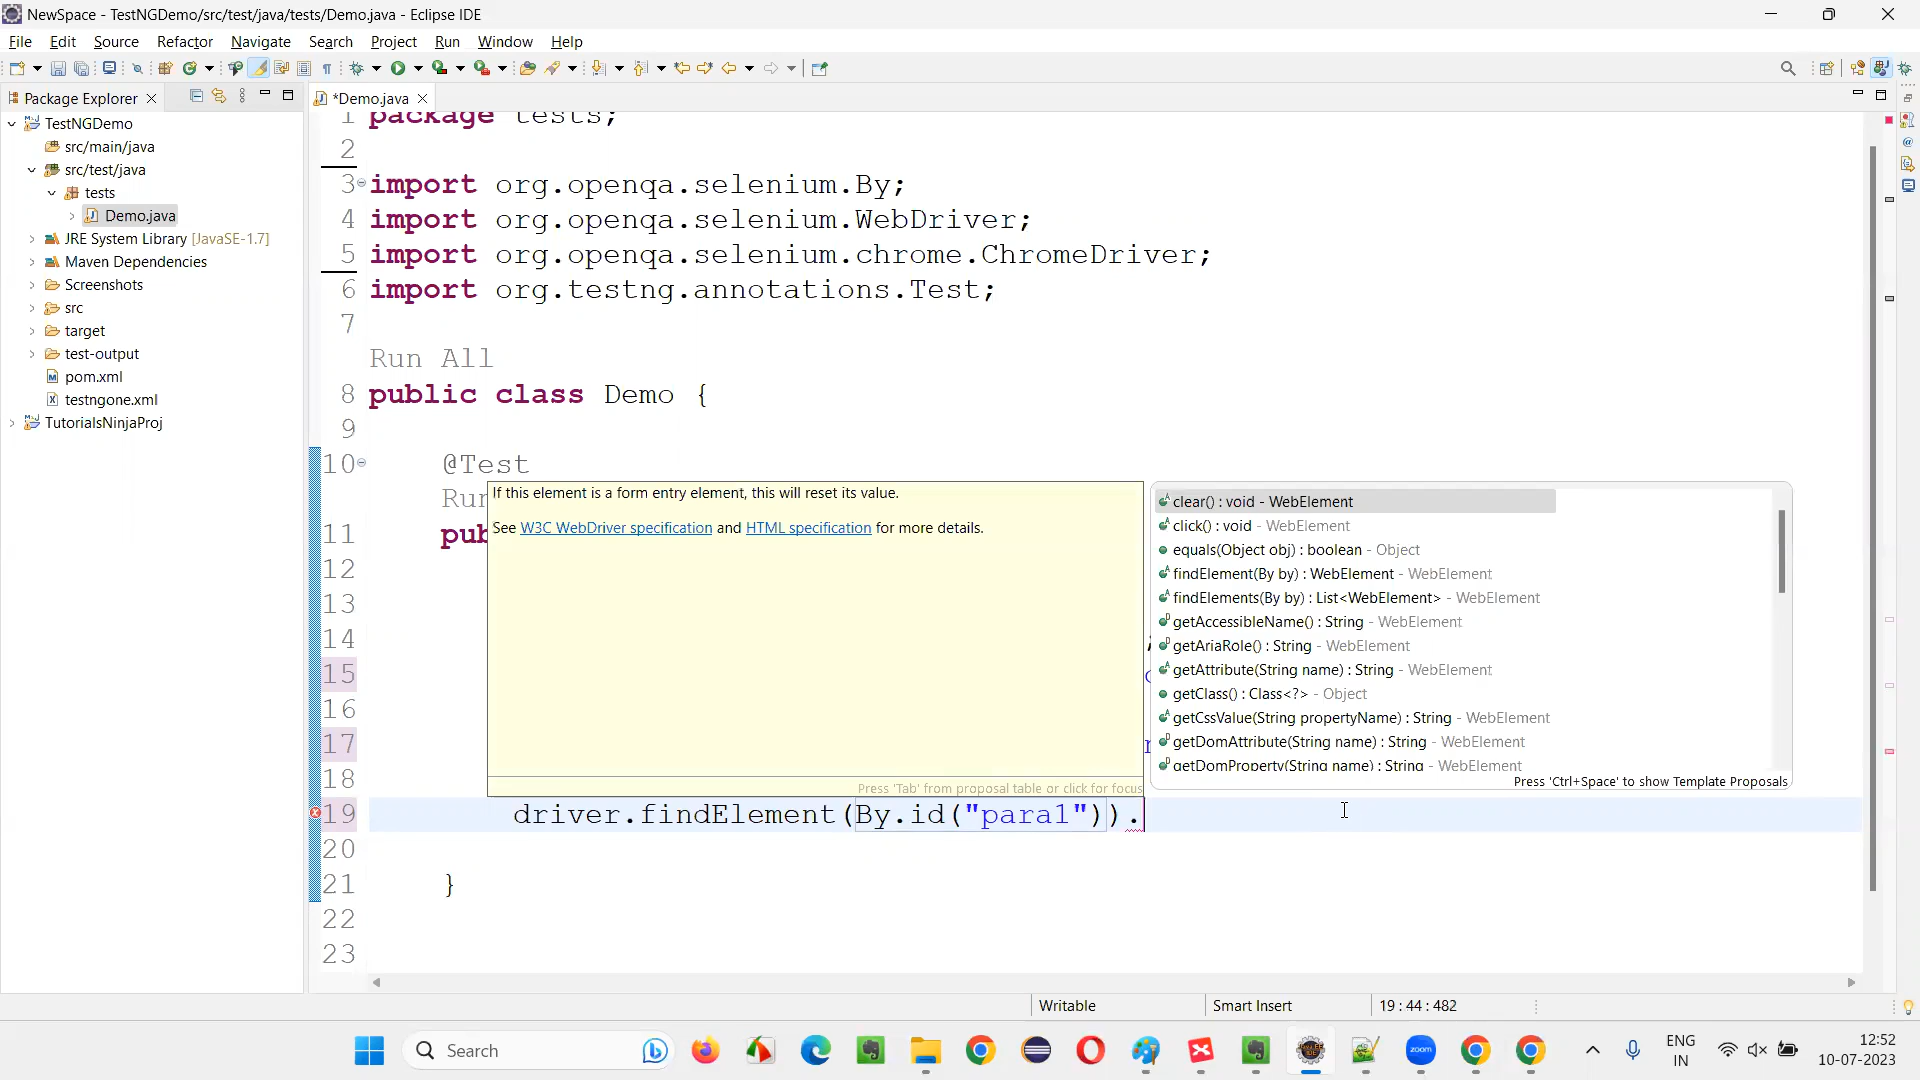 NewSpace - TestNGDemo/src/test/java/tests/Demo.java - Eclipse IDE
File Edit Source Refactor Navigate Search Project Run Window Help
Package Explorer
*Demo.java
TestNGDemo
src/main/java
src/test/java
tests
Demo.java
JRE System Library [JavaSE-1.7]
Maven Dependencies
Screenshots
src
target
test-output
pom.xml
testngone.xml
TutorialsNinjaProj
1 package tests;
2
3 import org.openqa.selenium.By;
4 import org.openqa.selenium.WebDriver;
5 import org.openqa.selenium.chrome.ChromeDriver;
6 import org.testng.annotations.Test;
7
Run All
8 public class Demo {
9
10 @Test
Run
11 pub
12
13
14 ;
15
16
17
18
19 driver.findElement(By.id("para1")).
20
21 }
22
23
If this element is a form entry element, this will reset its value.
See W3C WebDriver specification and HTML specification for more details.
Press 'Tab' from proposal table or click for focus
clear() : void - WebElement
click() : void - WebElement
equals(Object obj) : boolean - Object
findElement(By by) : WebElement - WebElement
findElements(By by) : List<WebElement> - WebElement
getAccessibleName() : String - WebElement
getAriaRole() : String - WebElement
getAttribute(String name) : String - WebElement
getClass() : Class<?> - Object
getCssValue(String propertyName) : String - WebElement
getDomAttribute(String name) : String - WebElement
getDomProperty(String name) : String - WebElement
Press 'Ctrl+Space' to show Template Proposals
Writable Smart Insert 19 : 44 : 482
Search
zoom
ENG
IN
12:52
10-07-2023